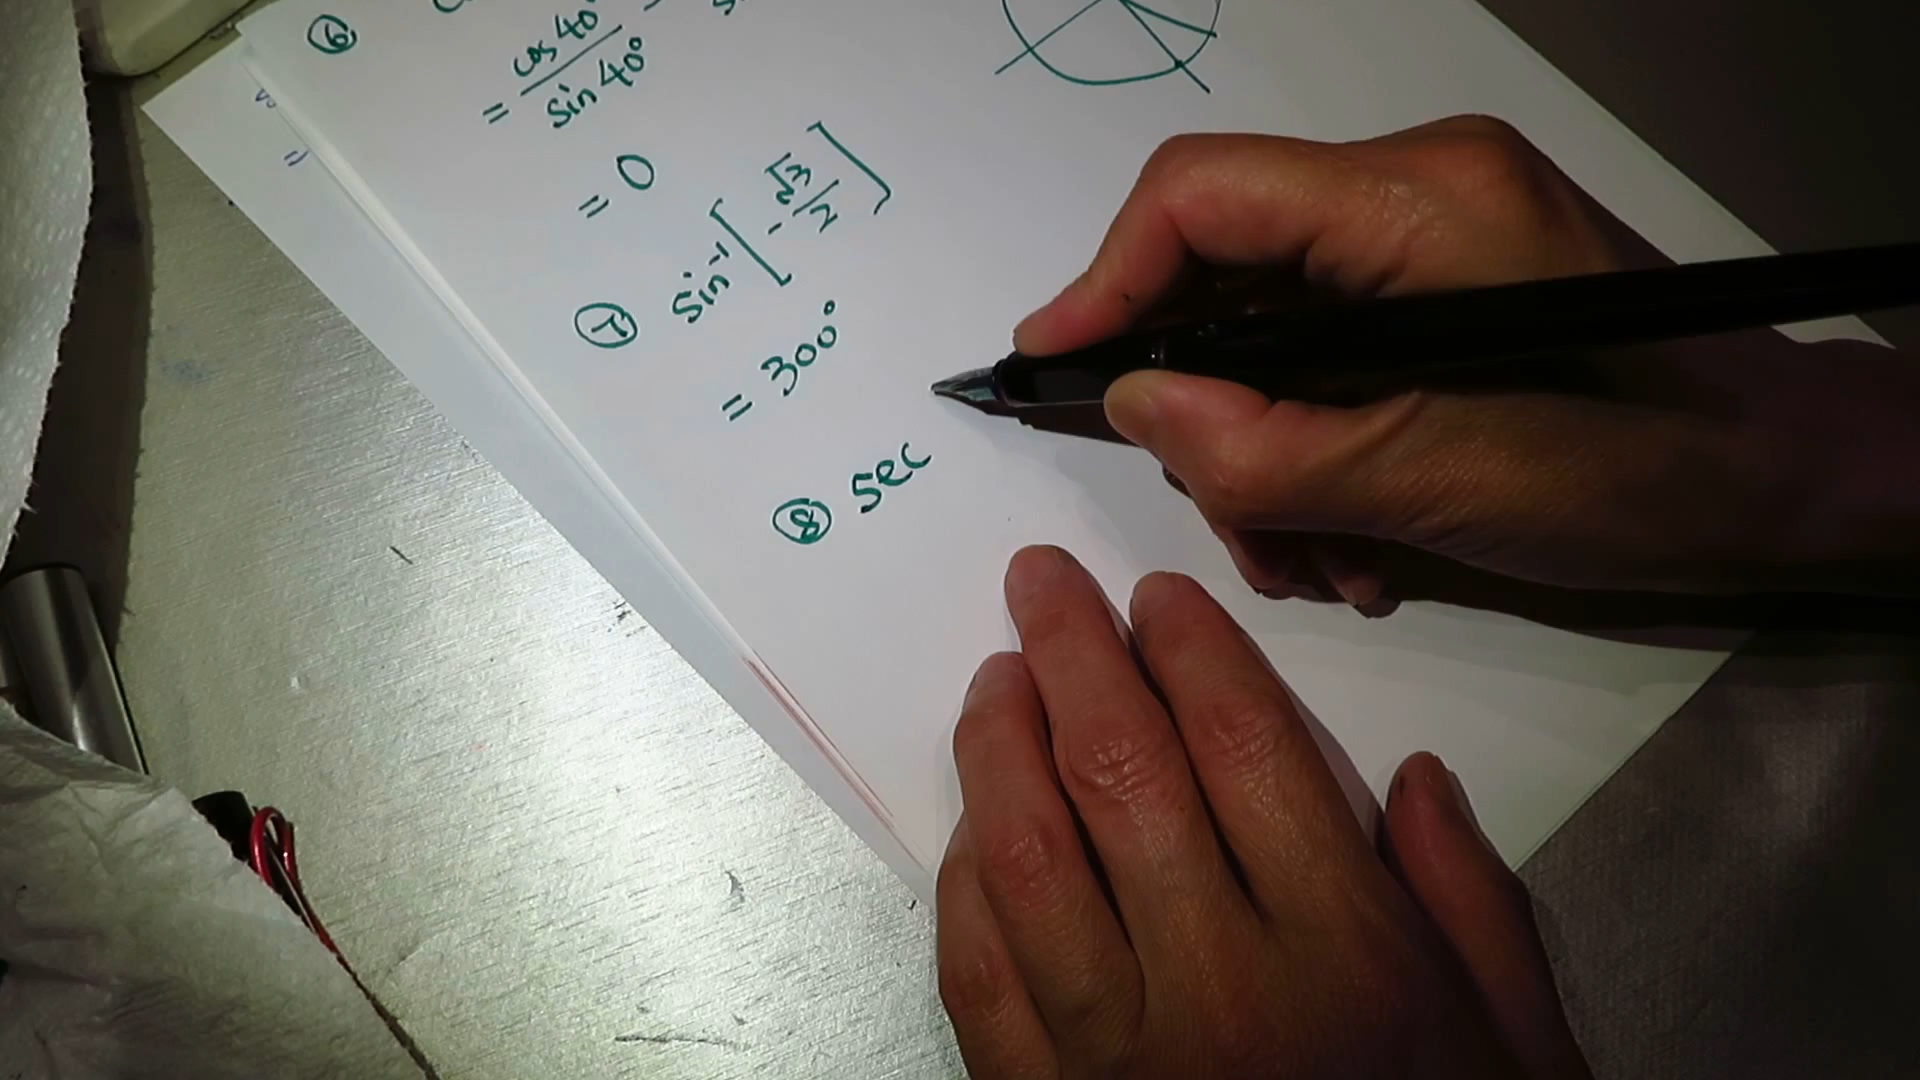 ⑥
= cos 40° / sin 40°
= 0
⑦ sin⁻¹[-√3/2]
= 300°
⑧ sec